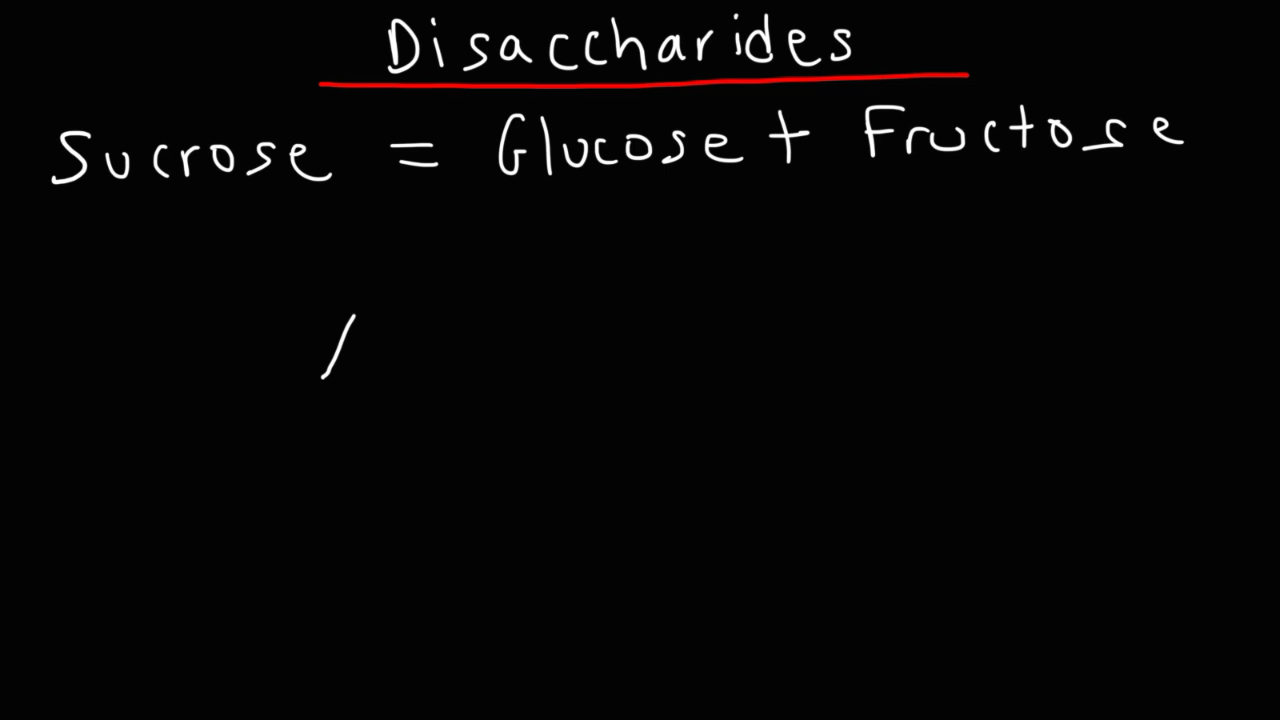 Disaccharides
Sucrose = Glucose + Fructose